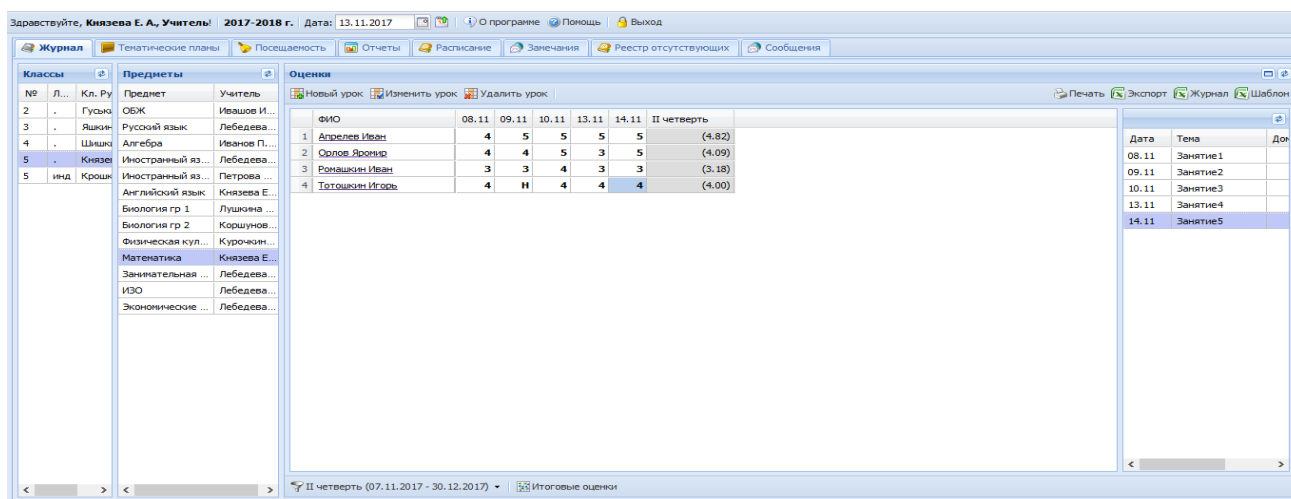 Здравствуйте, Князева Е. А., Учитель! 2017-2018 г. Дата: 13.11.2017 О программе Помощь Выход
Журнал Тематические планы Посещаемость Отчеты Расписание Замечания Реестр отсутствующих Сообщения
Классы Предметы Оценки
№ Л... Кл. Ру Предмет Учитель Новый урок Изменить урок Удалить урок Печать Экспорт Журнал Шаблон
2 . Гуськ ОБЖ Ивашов И...
3 . Яшкин Русский язык Лебедева...
4 . Шишк Алгебра Иванов П....
5 . Князе Иностранный яз... Лебедева...
5 инд Крошк Иностранный яз... Петрова ...
Английский язык Князева Е...
Биология гр 1 Лушкина ...
Биология гр 2 Коршунов...
Физическая кул... Курочкин...
Математика Князева Е...
Занимательная ... Лебедева...
ИЗО Лебедева...
Экономические ... Лебедева...
ФИО 08.11 09.11 10.11 13.11 14.11 II четверть
1 Апрелев Иван 4 5 5 5 5 (4.82)
2 Орлов Яромир 4 4 5 3 5 (4.09)
3 Ромашкин Иван 3 3 4 3 3 (3.18)
4 Тотошкин Игорь 4 Н 4 4 4 (4.00)
Дата Тема Дом
08.11 Занятие1
09.11 Занятие2
10.11 Занятие3
13.11 Занятие4
14.11 Занятие5
II четверть (07.11.2017 - 30.12.2017) Итоговые оценки